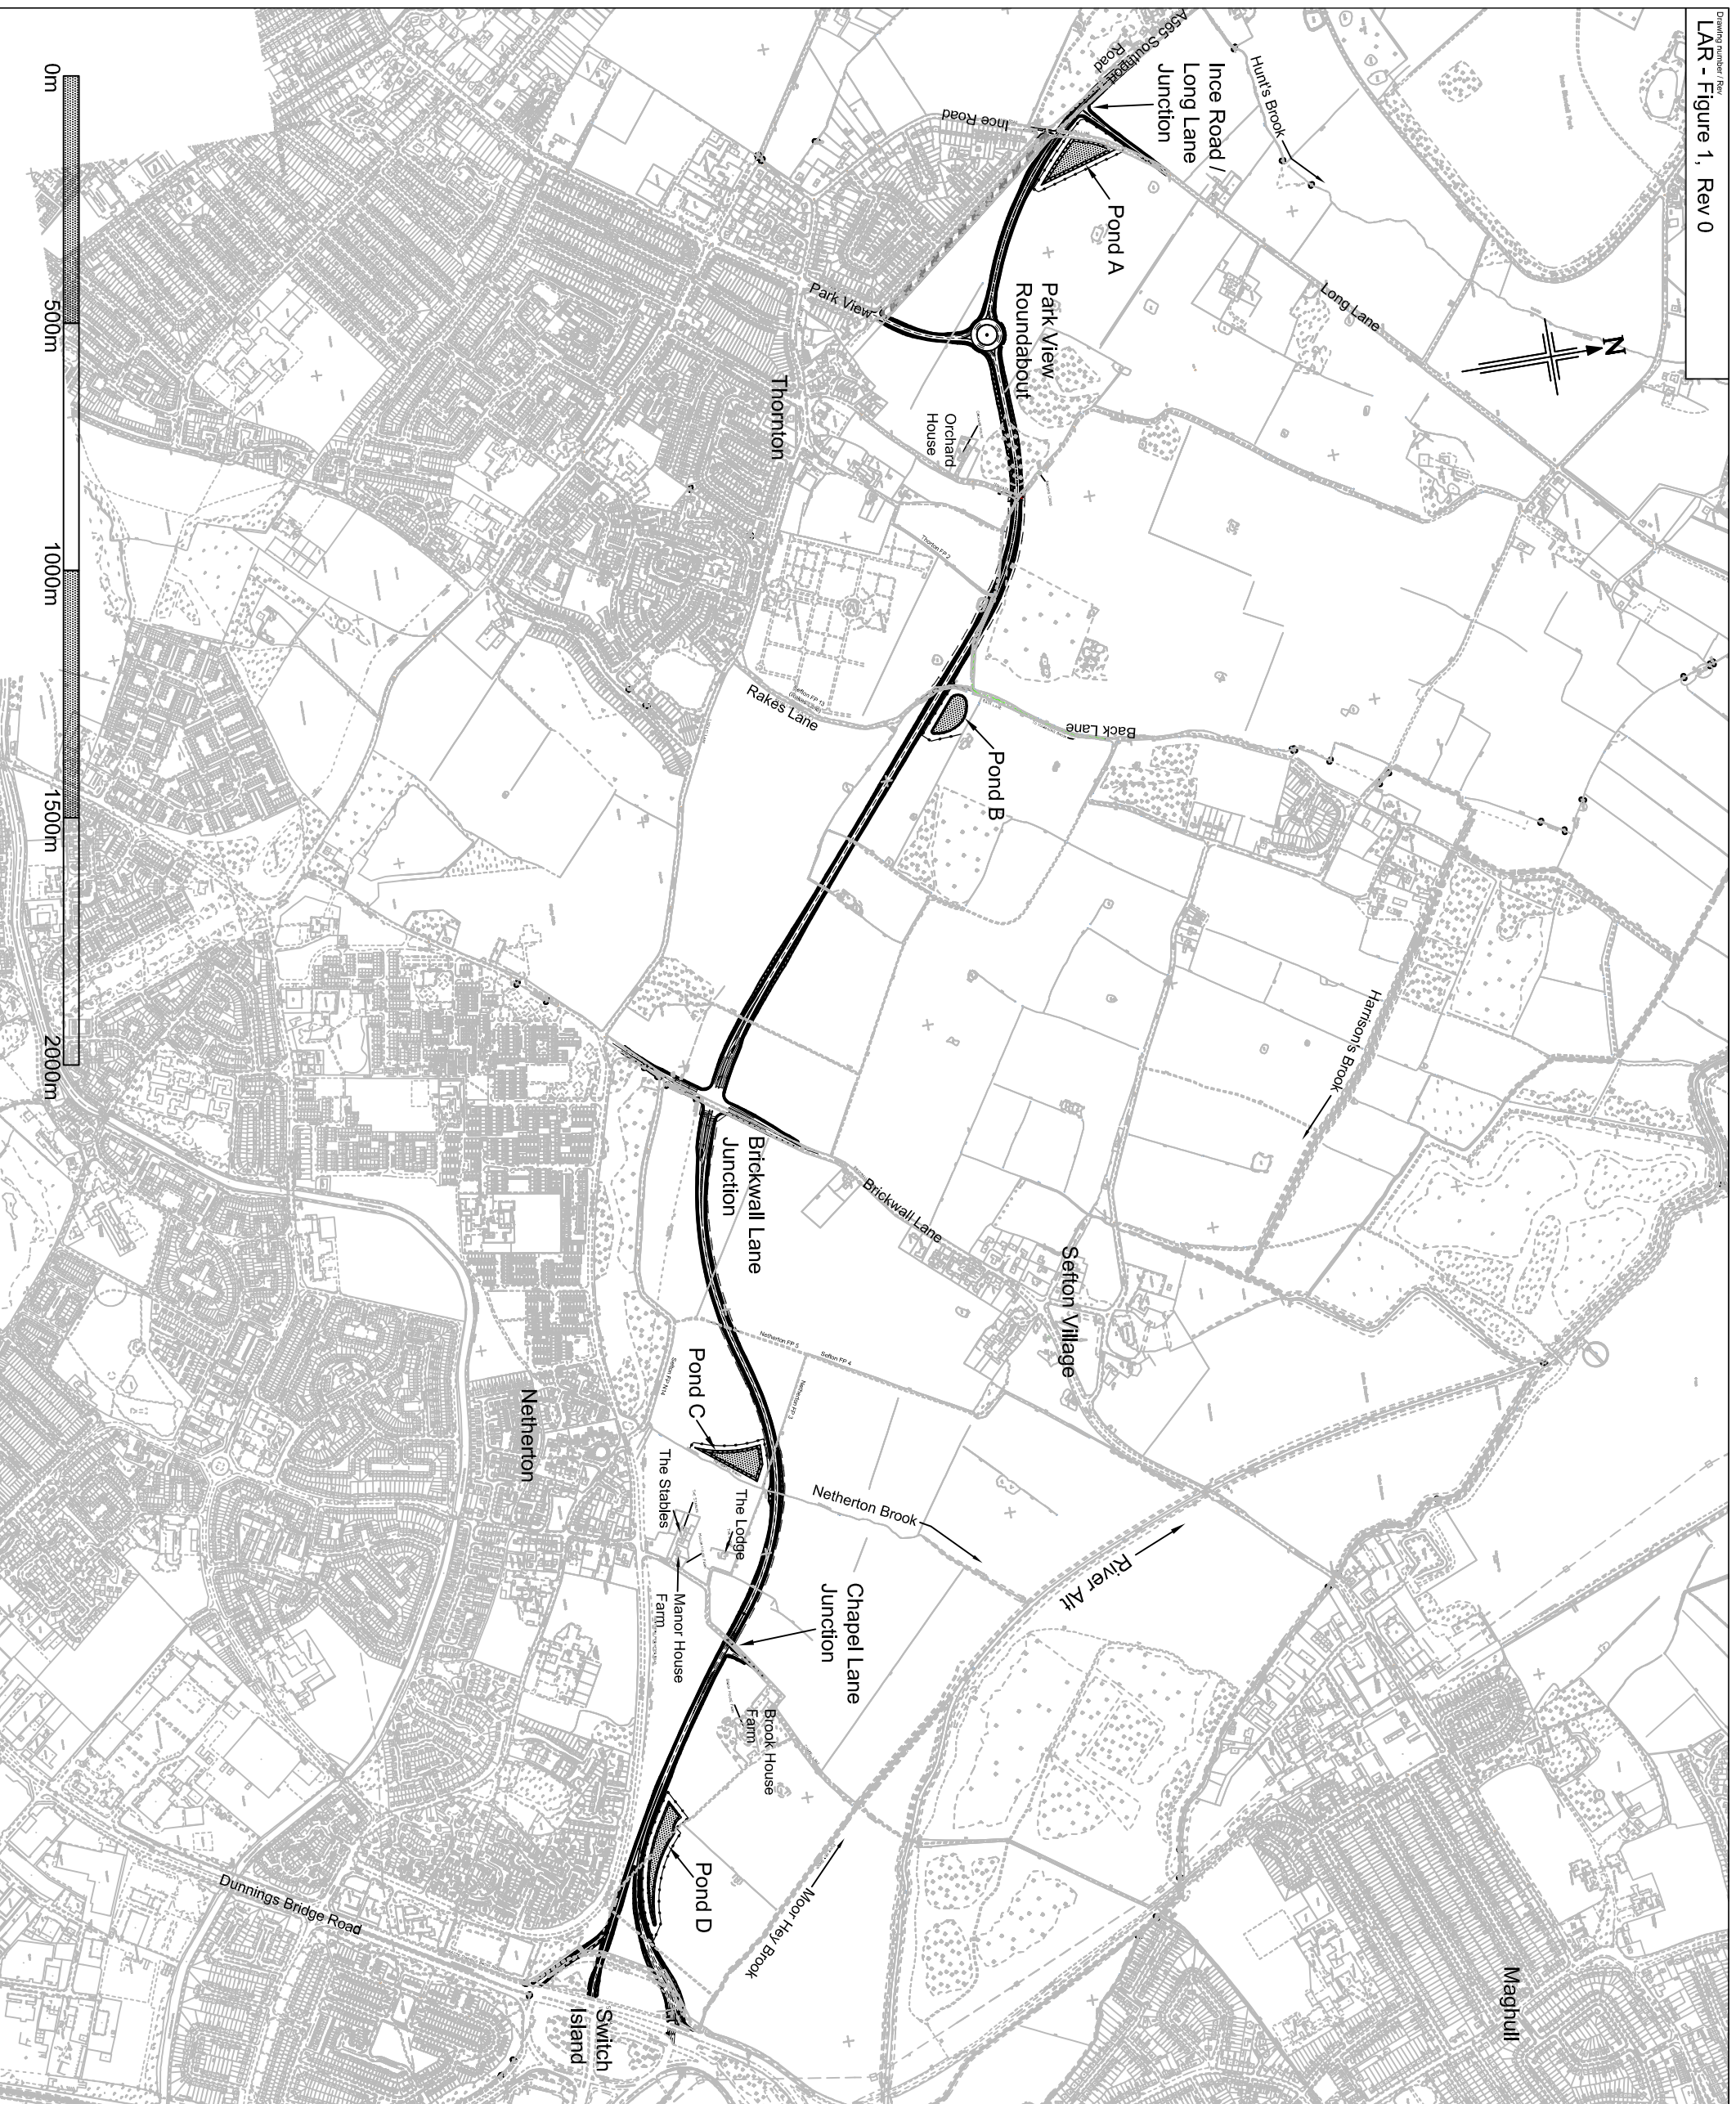 Drawing number / Rev
LAR - Figure 1, Rev 0
A565 Southport
Road
Ince Road /
Long Lane
Junction
Hunt's Brook
Ince Road
Pond A
Long Lane
N
Park View
Park View
Roundabout
Orchard
House
Thornton
Thornton FP 2
Rakes Lane
Back Lane
Pond B
Harrison's Brook
Brickwall Lane
Junction
Brickwall Lane
Sefton Village
Netherton FP 5
Sefton FP 4
Netherton FP 3
Pond C
Netherton
The Stables
The Lodge
Netherton Brook
River Alt
Manor House
Farm
Chapel Lane
Junction
Brook House
Farm
Pond D
Moor Hey Brook
Dunnings Bridge Road
Switch
Island
Maghull
0m
500m
1000m
1500m
2000m